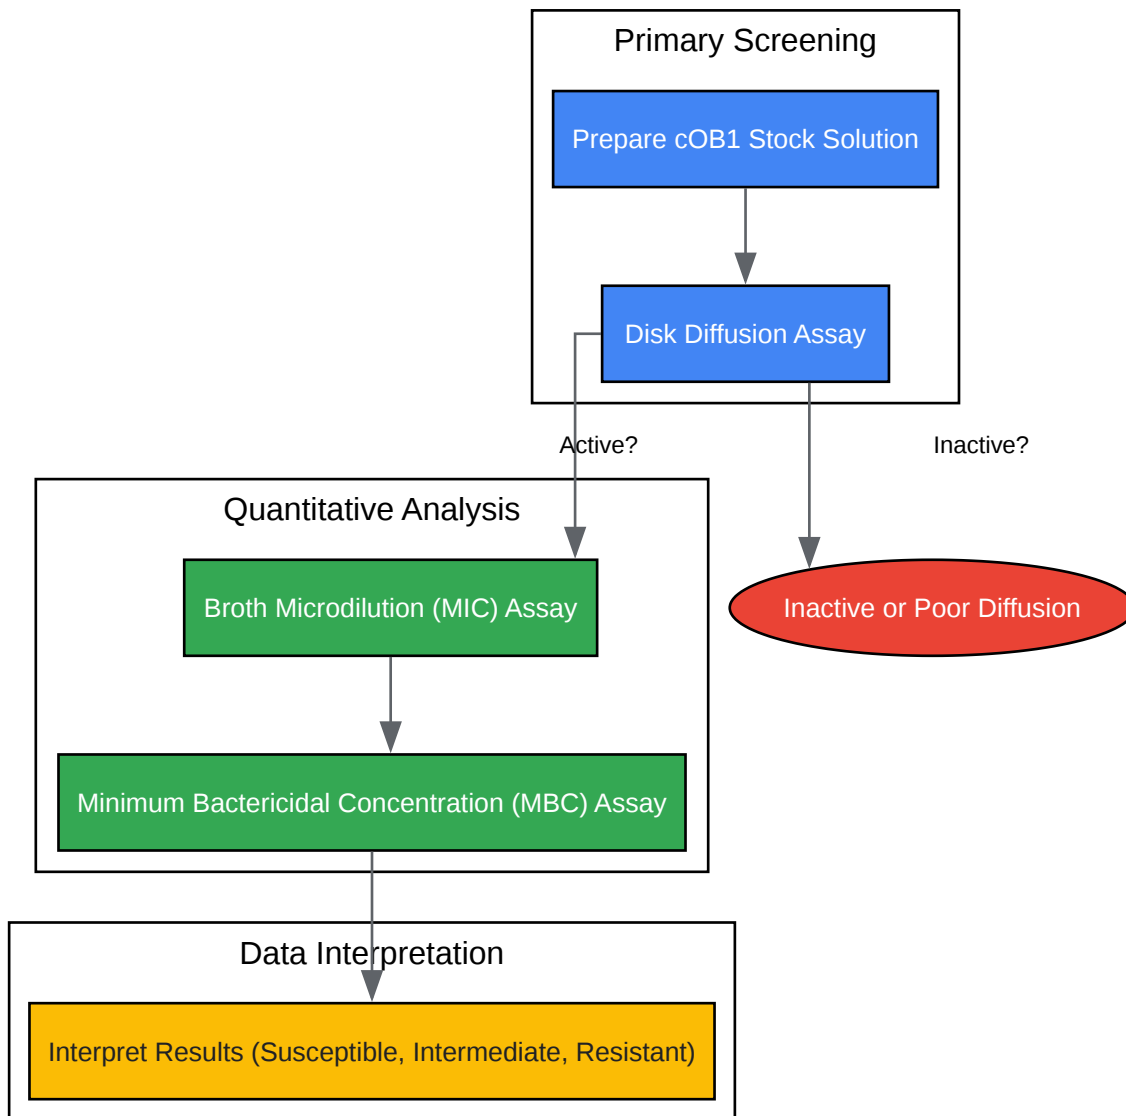 Primary Screening
Prepare cOB1 Stock Solution
Disk Diffusion Assay
Active?
Inactive?
Quantitative Analysis
Broth Microdilution (MIC) Assay
Inactive or Poor Diffusion
Minimum Bactericidal Concentration (MBC) Assay
Data Interpretation
Interpret Results (Susceptible, Intermediate, Resistant)